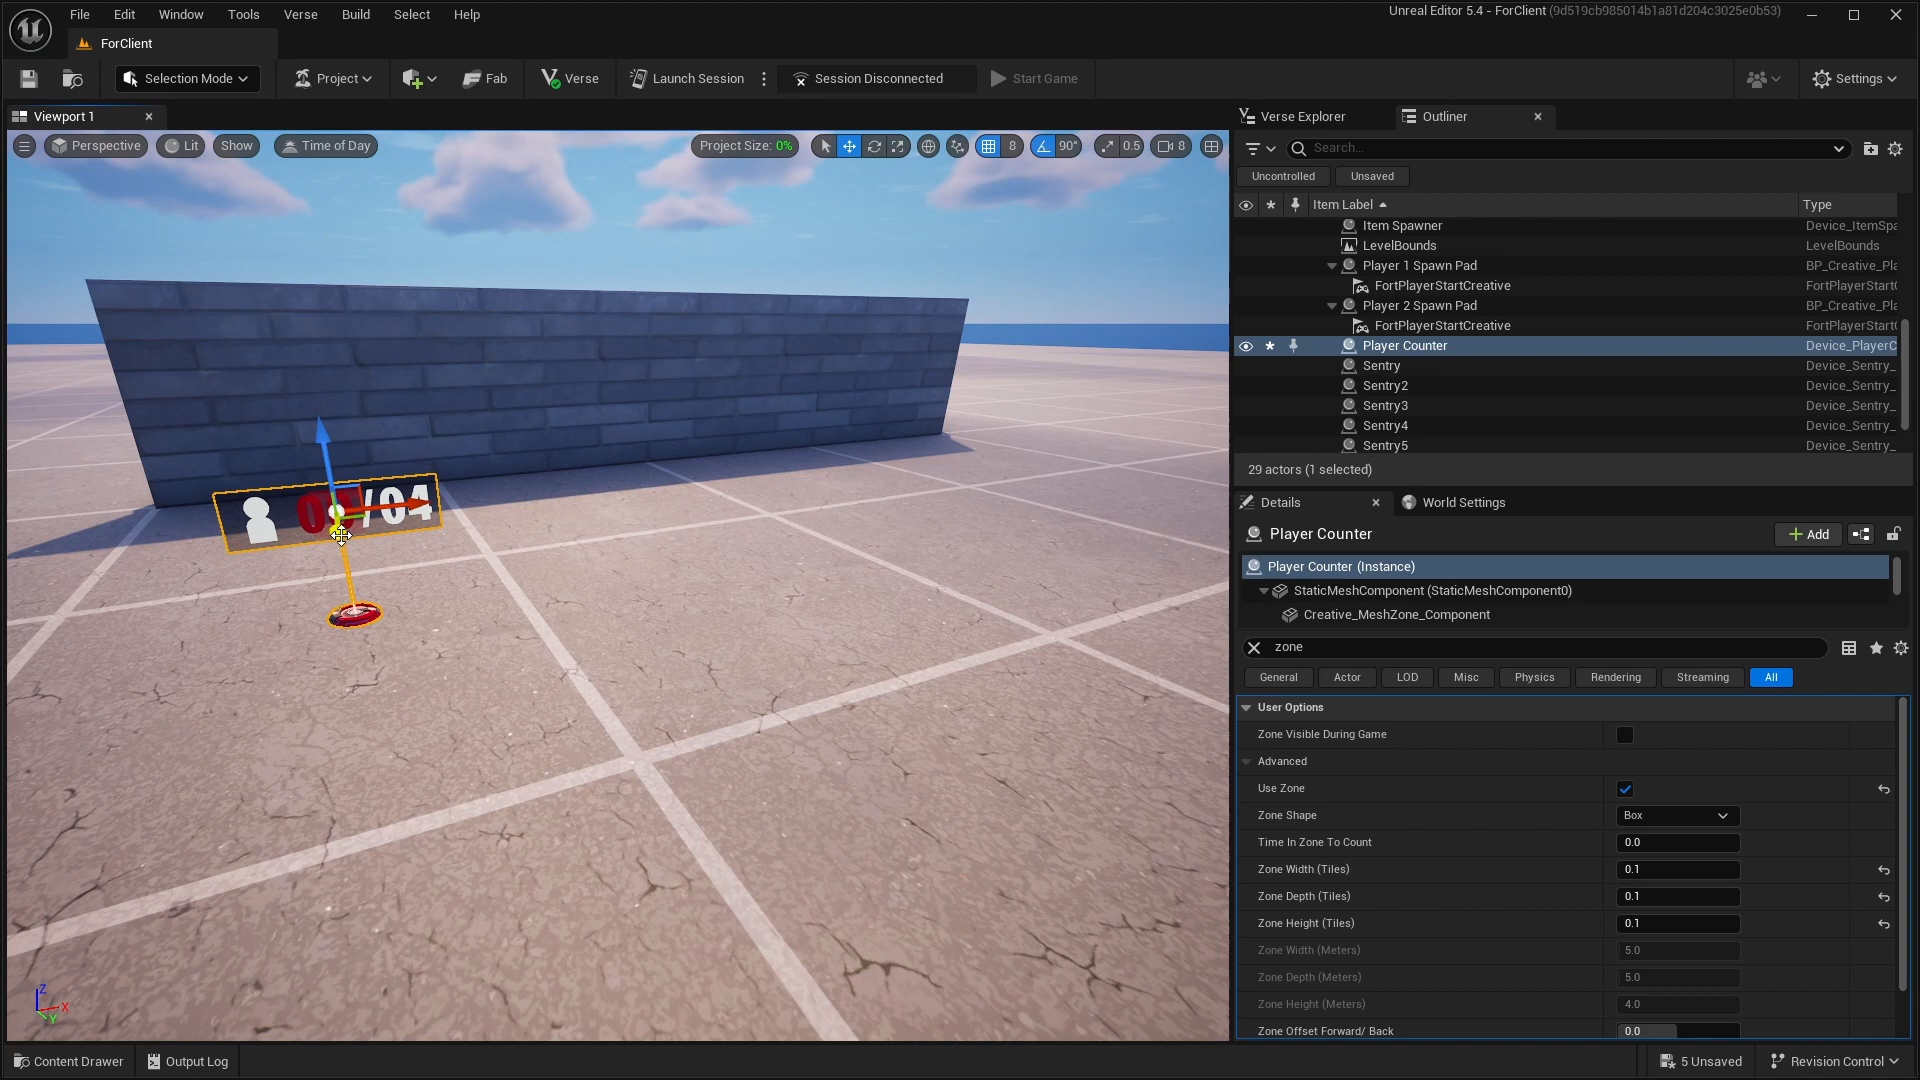 File Edit Window Tools Verse Build Select Help
Unreal Editor 5.4 - ForClient (9d519cb985014b1a81d204c3025e0b53)
ForClient
Selection Mode Project Fab Verse Launch Session Session Disconnected Start Game Settings
Viewport 1
Perspective Lit Show Time of Day Project Size: 0% 8 90° 0.5 8
/04
Z
X
Y
Verse Explorer Outliner
Search...
Uncontrolled Unsaved
Item Label Type
Item Spawner Device_ItemSpa
LevelBounds LevelBounds
Player 1 Spawn Pad BP_Creative_Pla
FortPlayerStartCreative FortPlayerStart
Player 2 Spawn Pad BP_Creative_Pla
FortPlayerStartCreative FortPlayerStart
Player Counter Device_PlayerC
Sentry Device_Sentry_
Sentry2 Device_Sentry_
Sentry3 Device_Sentry_
Sentry4 Device_Sentry_
Sentry5 Device_Sentry_
29 actors (1 selected)
Details World Settings
Player Counter Add
Player Counter (Instance)
StaticMeshComponent (StaticMeshComponent0)
Creative_MeshZone_Component
zone
General Actor LOD Misc Physics Rendering Streaming All
User Options
Zone Visible During Game
Advanced
Use Zone
Zone Shape Box
Time In Zone To Count 0.0
Zone Width (Tiles) 0.1
Zone Depth (Tiles) 0.1
Zone Height (Tiles) 0.1
Zone Width (Meters) 5.0
Zone Depth (Meters) 5.0
Zone Height (Meters) 4.0
Zone Offset Forward/ Back 0.0
Content Drawer Output Log 5 Unsaved Revision Control